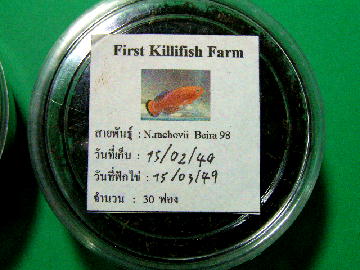 First Killifish Farm
สายพันธุ์ : N.rachovii Beira 98
วันที่เก็บ : 15/02/49
วันที่ฟักไข่ : 15/03/49
จำนวน : 30 ฟอง